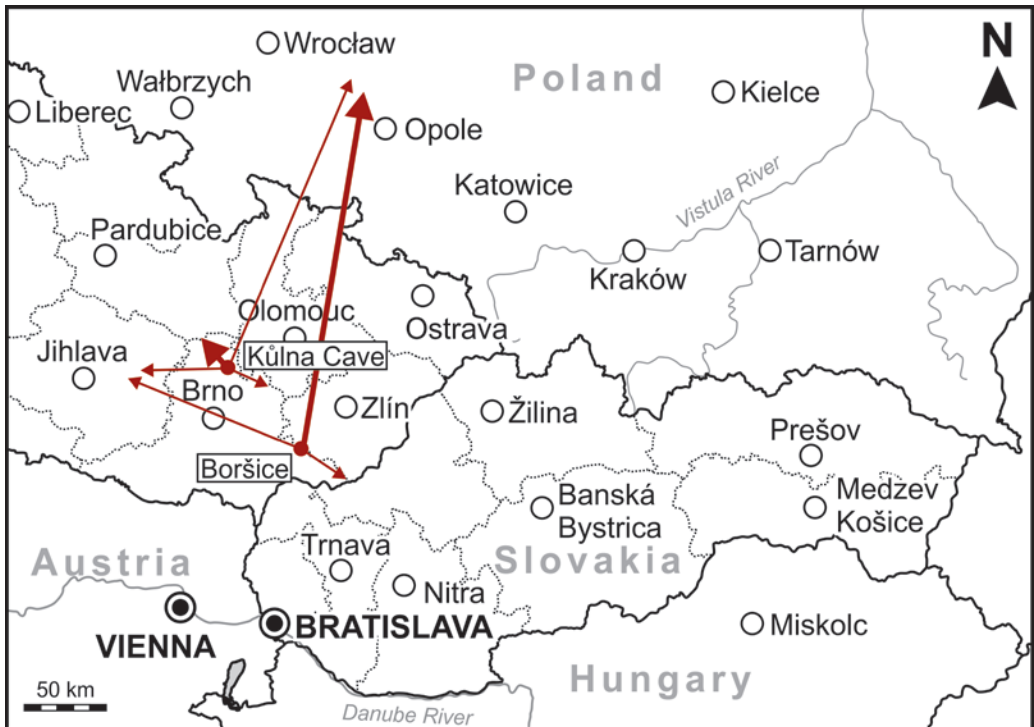 Wrocław
N
Poland
Wałbrzych
Kielce
Liberec
Opole
Katowice
Vistula River
Pardubice
Kraków
Tarnów
Olomouc
Ostrava
Jihlava
Kůlna Cave
Brno
Zlín
Žilina
Prešov
Boršice
Banská
Bystrica
Medzev
Košice
Trnava
Austria
Slovakia
Nitra
VIENNA
BRATISLAVA
Miskolc
Hungary
50 km
Danube River